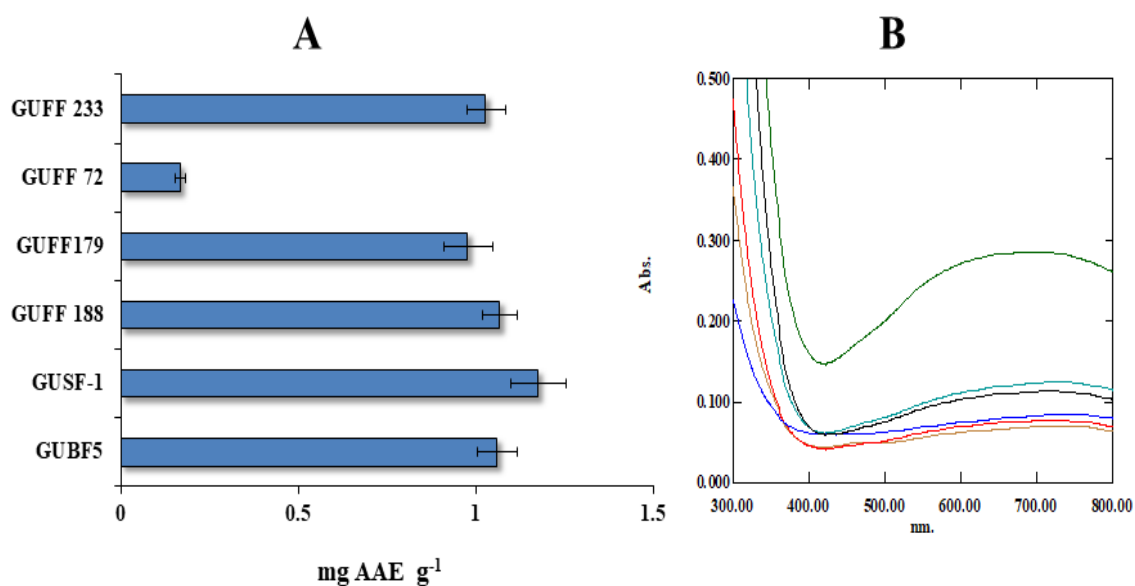 A
GUFF 233
GUFF 72
GUFF179
GUFF 188
GUSF-1
GUBF5
0 0.5 1 1.5
mg AAE g⁻¹
B
0.500
0.400
0.300
0.200
0.100
0.000
Abs.
300.00 400.00 500.00 600.00 700.00 800.00
nm.